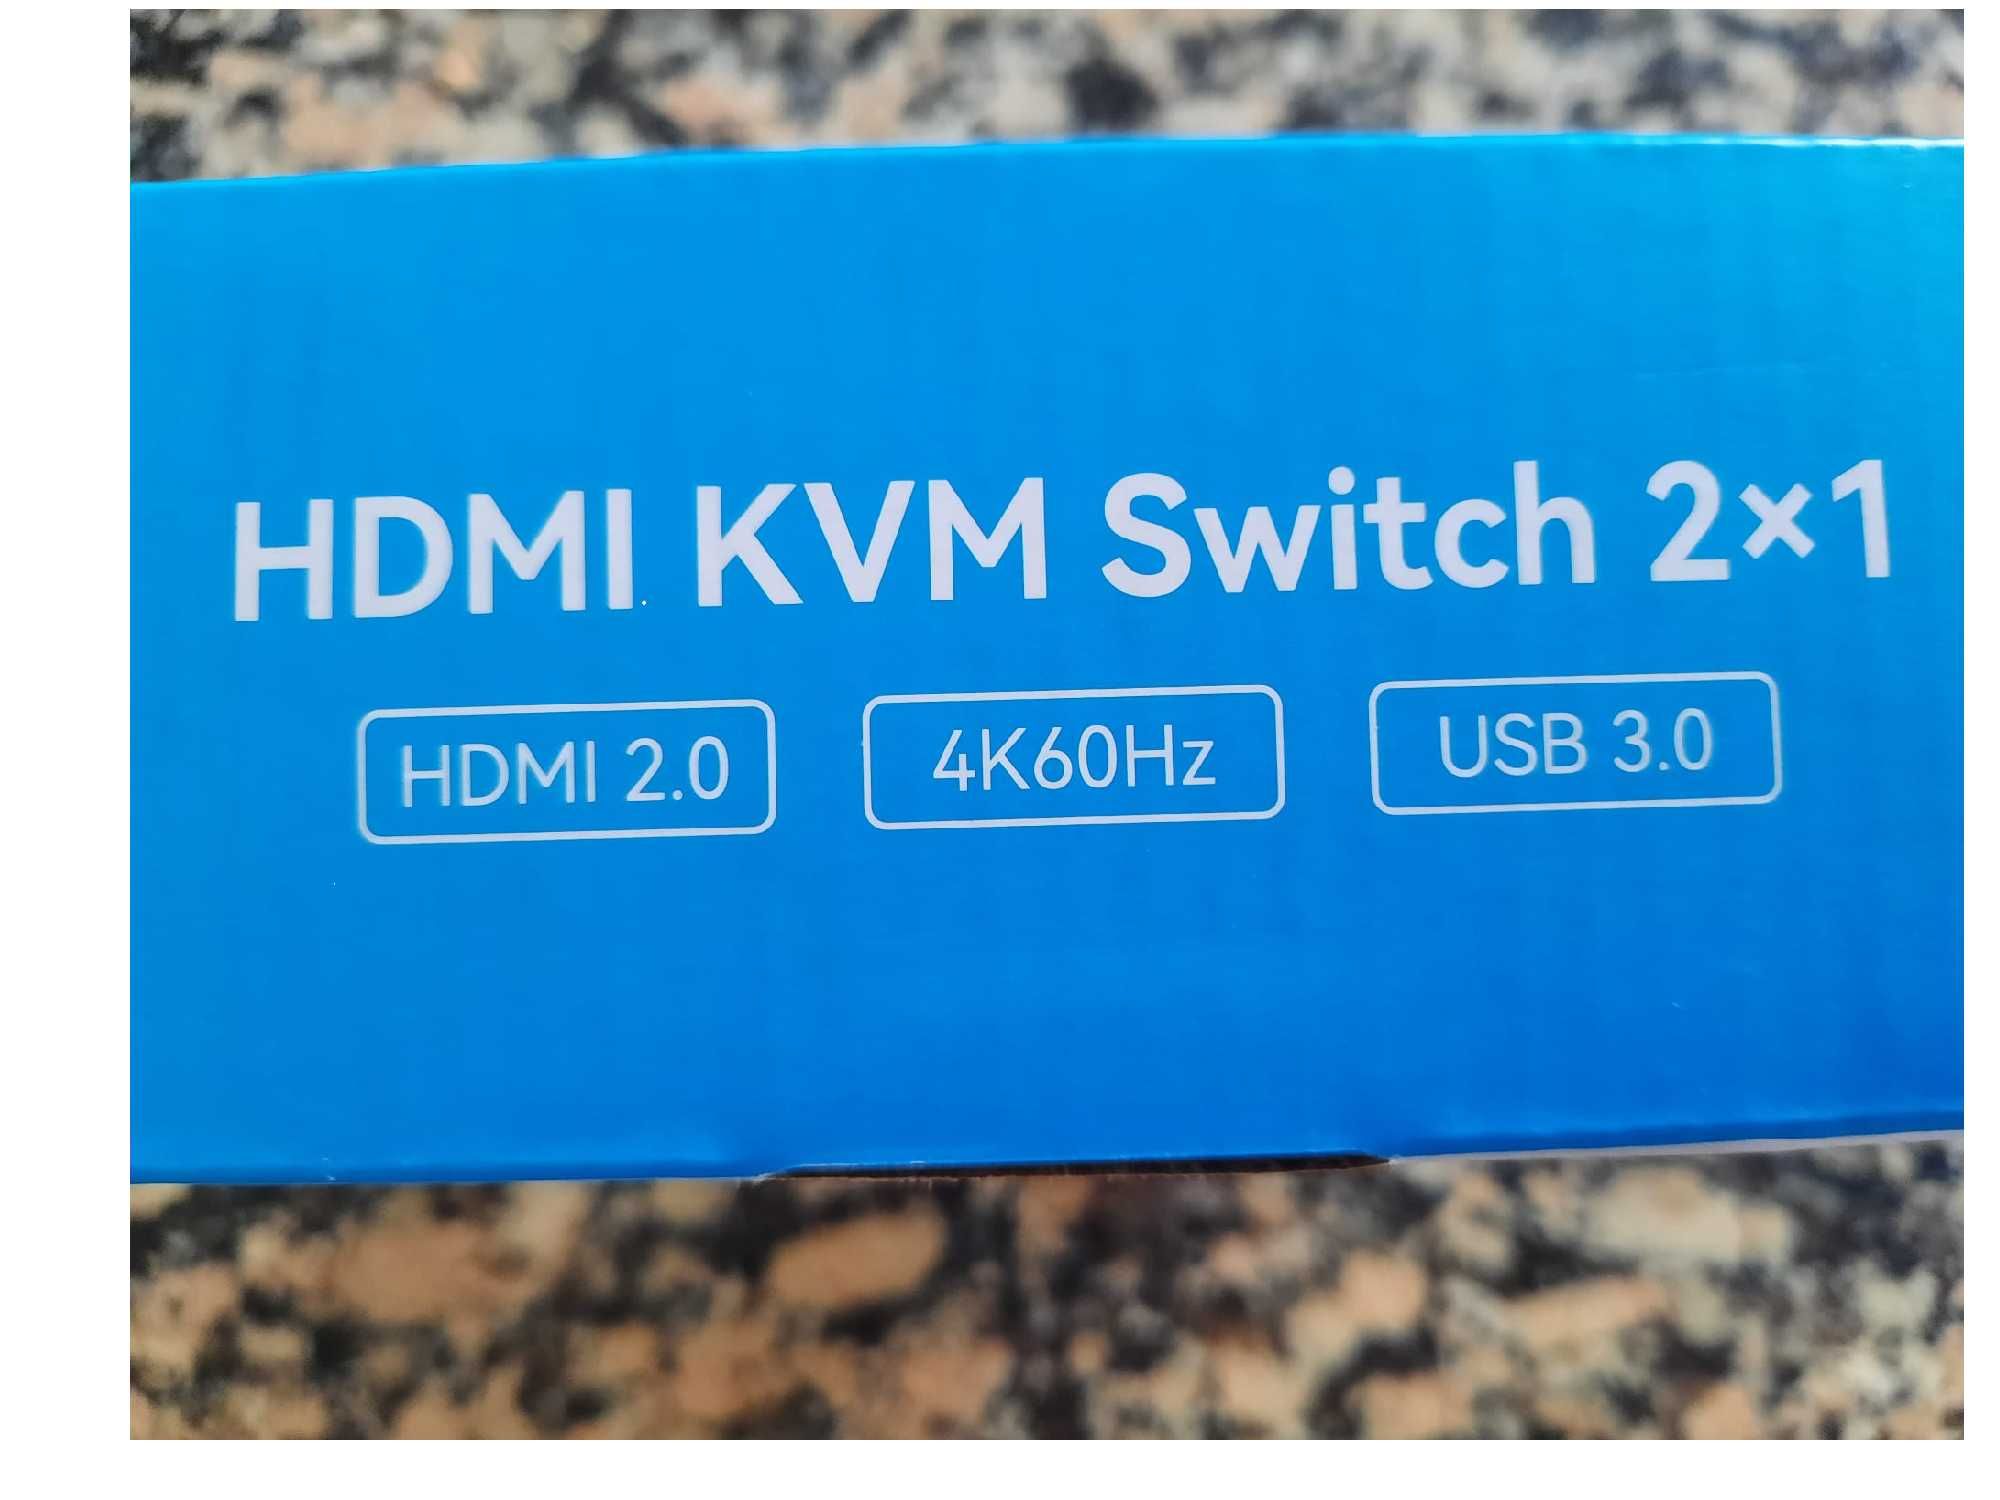 HDMI KVM Switch 2×1
HDMI 2.0 4K60Hz USB 3.0